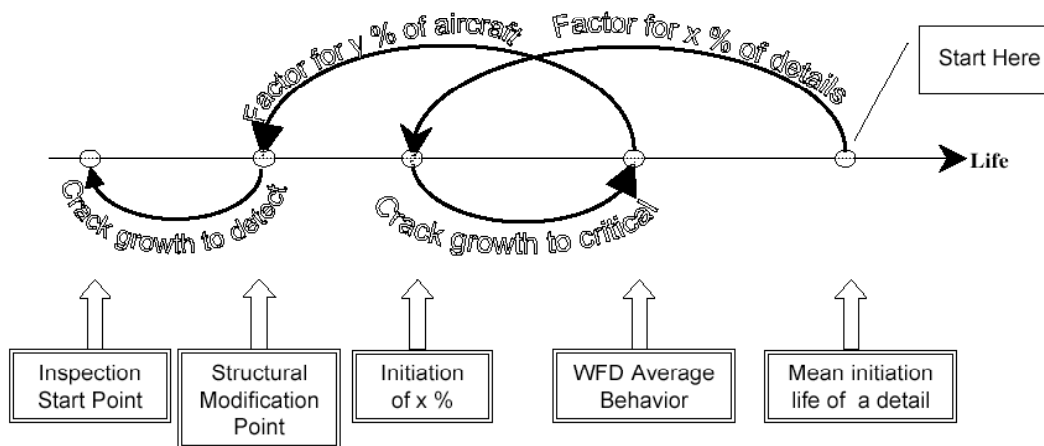 Factor for y % of aircraft
Factor for x % of details
Start Here
Life
Crack growth to detect
Crack growth to critical
Inspection
Start Point
Structural
Modification
Point
Initiation
of x %
WFD Average
Behavior
Mean initiation
life of a detail